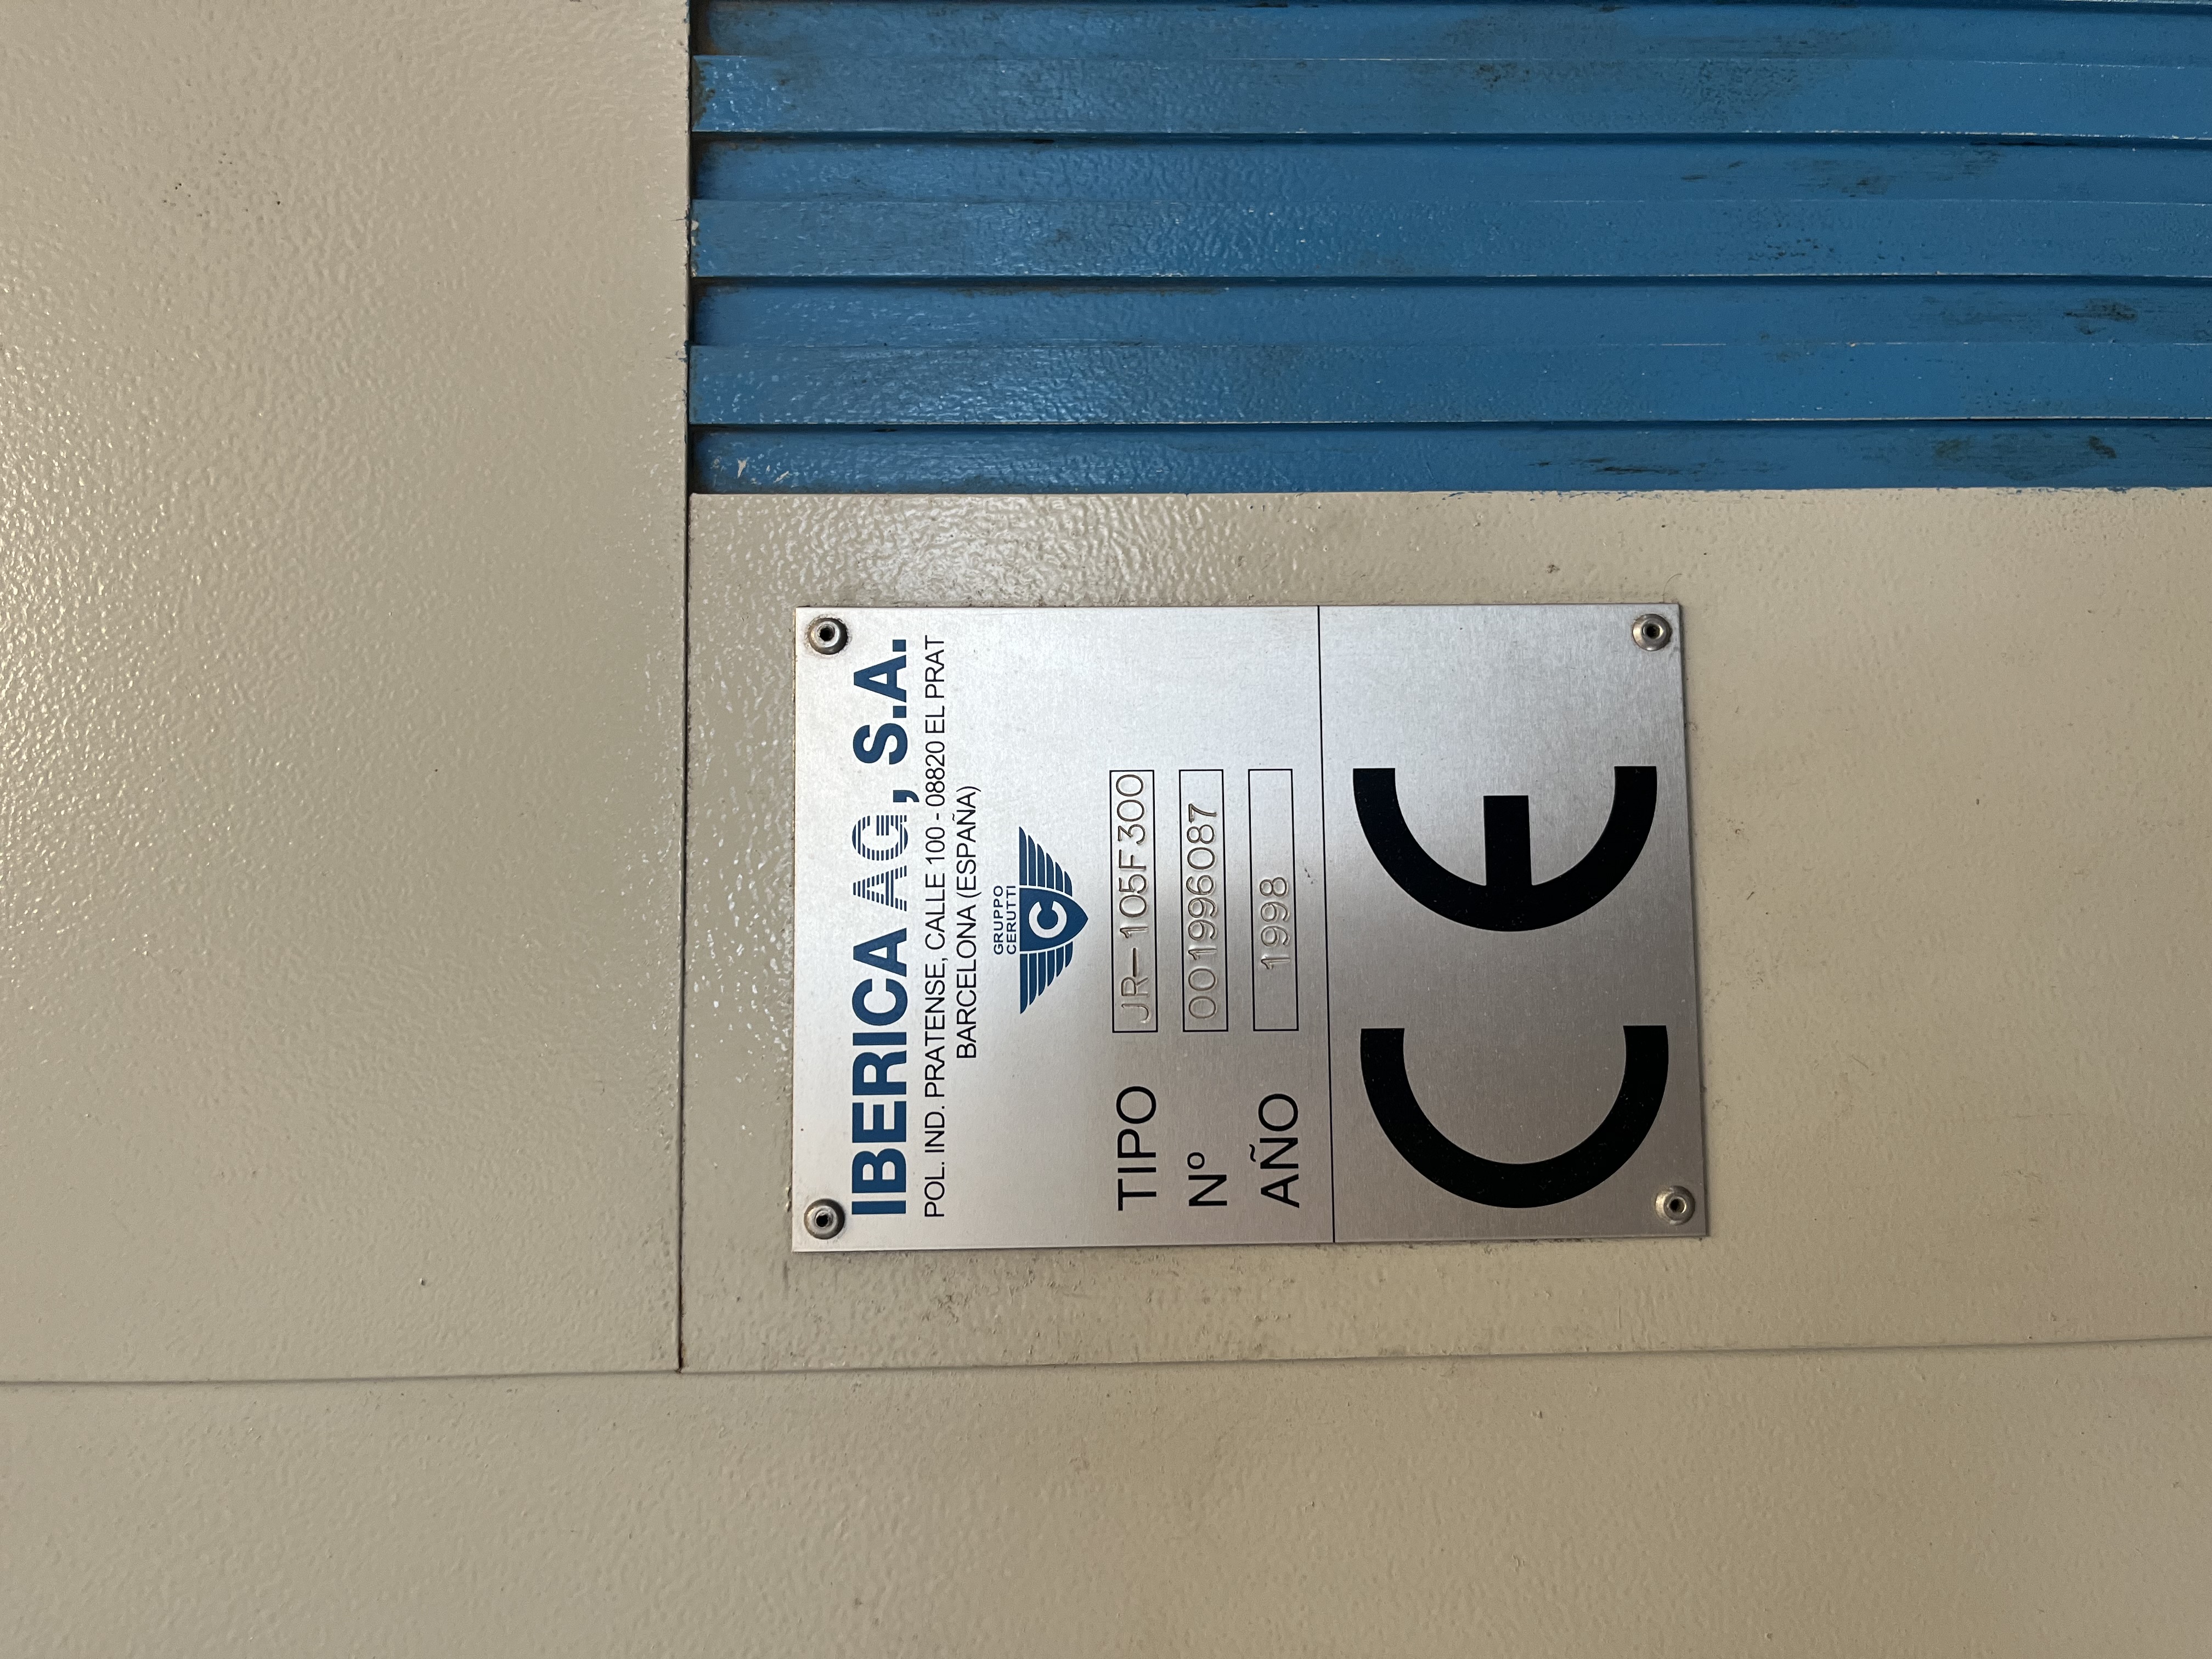 IBERICA AG, S.A.
POL. IND. PRATENSE, CALLE 100 - 08820 EL PRAT
BARCELONA (ESPAÑA)
GRUPPO
CERUTTI
C
TIPO JR-105F300
Nº 001996087
AÑO 1998
CE